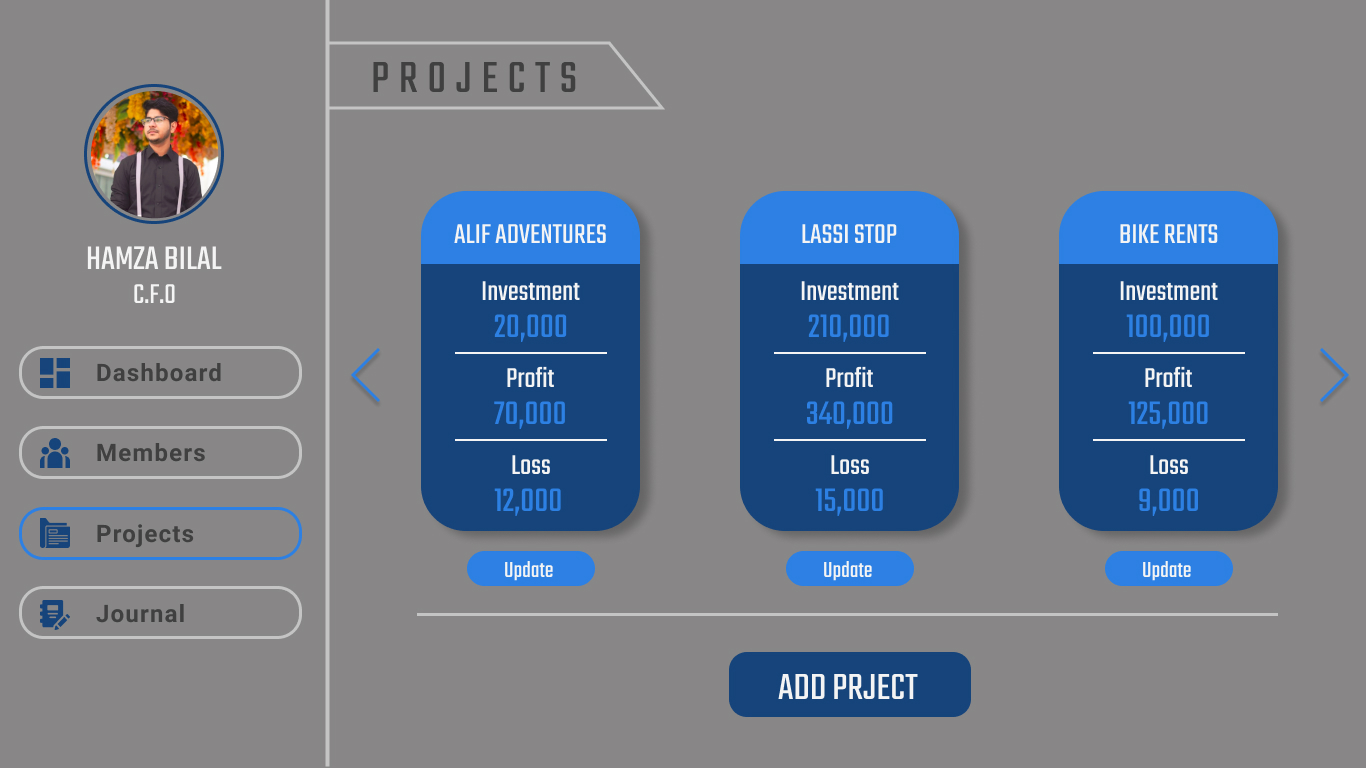 HAMZA BILAL
C.F.O
Dashboard
Members
Projects
Journal
PROJECTS
ALIF ADVENTURES
Investment
20,000
Profit
70,000
Loss
12,000
Update
LASSI STOP
Investment
210,000
Profit
340,000
Loss
15,000
Update
BIKE RENTS
Investment
100,000
Profit
125,000
Loss
9,000
Update
ADD PRJECT